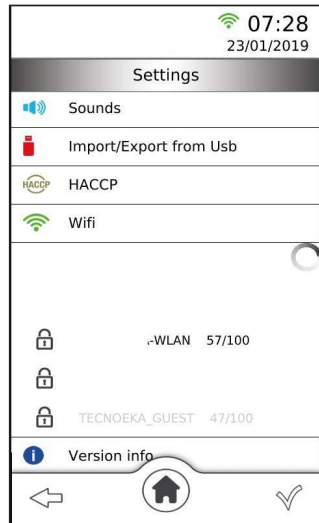 07:28
23/01/2019
Settings
Sounds
Import/Export from Usb
HACCP HACCP
Wifi
-WLAN 57/100
TECNOEKA_GUEST 47/100
Version info